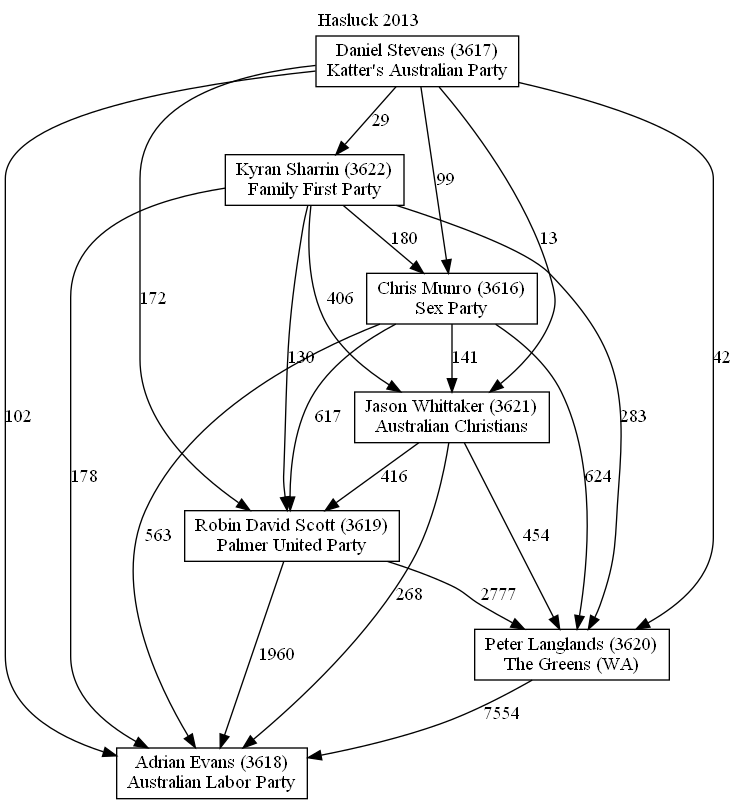 Hasluck 2013
Daniel Stevens (3617)
Katter's Australian Party
29
Kyran Sharrin (3622)
Family First Party
99
180
13
Chris Munro (3616)
Sex Party
172
406
130
141
42
Jason Whittaker (3621)
Australian Christians
102
617
283
178
416
624
Robin David Scott (3619)
Palmer United Party
563
454
268
2777
1960
Peter Langlands (3620)
The Greens (WA)
7554
Adrian Evans (3618)
Australian Labor Party